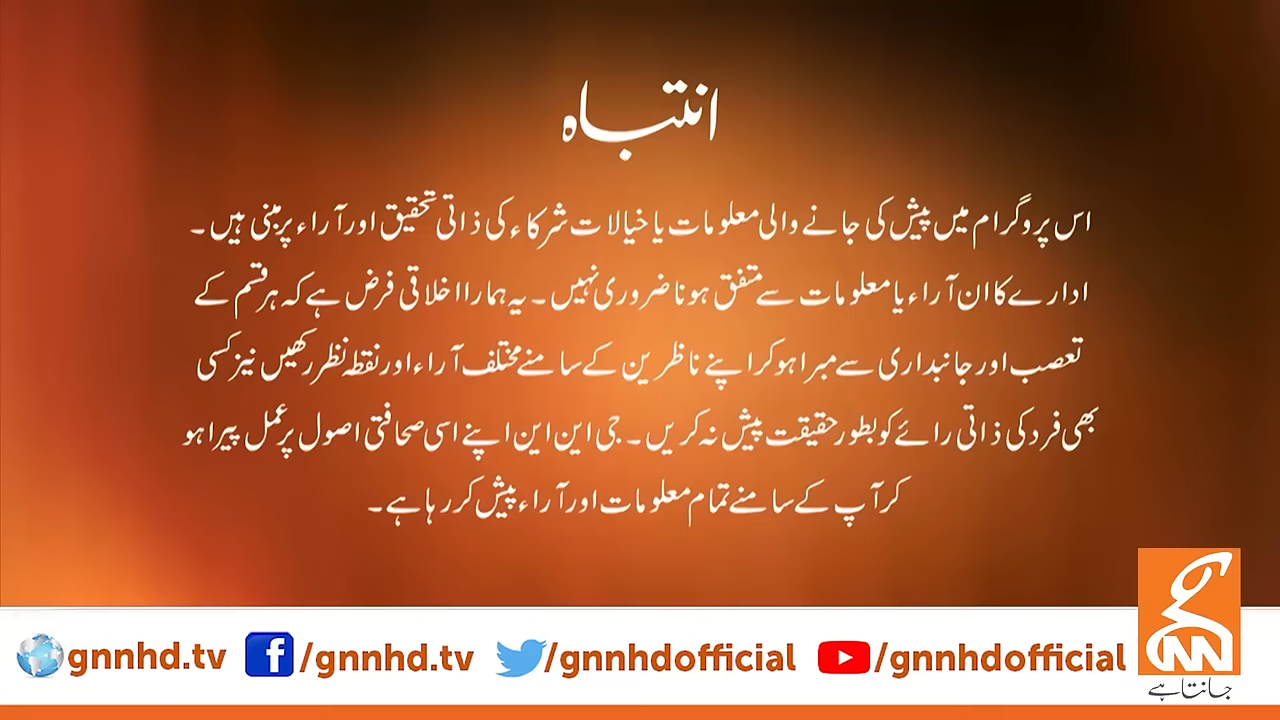 انتباہ
اس پروگرام میں پیش کی جانے والی معلومات یا خیالات شرکاء کی ذاتی تحقیق اور آراء پر مبنی ہیں۔
ادارے کا ان آراء یا معلومات سے متفق ہونا ضروری نہیں۔ یہ ہمارا اخلاقی فرض ہے کہ ہر قسم کے
تعصب اور جانبداری سے مبرا ہو کر اپنے ناظرین کے سامنے مختلف آراء اور نقطہ نظر رکھیں نیز کسی
بھی فرد کی ذاتی رائے کو بطور حقیقت پیش نہ کریں۔ جی این این اپنے اسی صحافتی اصول پر عمل پیرا ہو
کر آپ کے سامنے تمام معلومات اور آراء پیش کر رہا ہے۔
gnnhd.tv /gnnhd.tv /gnnhdofficial /gnnhdofficial
GNN
جانتا ہے